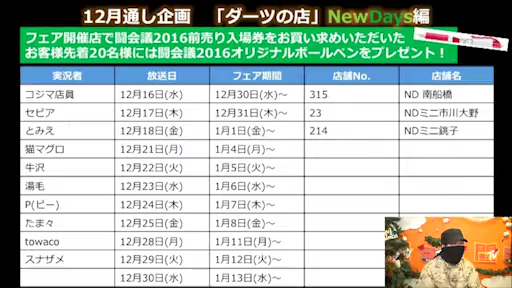 12月通し企画 「ダーツの店」NewDays編
フェア開催店で闘会議2016前売り入場券をお買い求めいただいた
お客様先着20名様には闘会議2016オリジナルボールペンをプレゼント！
実況者 放送日 フェア期間 店舗No. 店舗名
コジマ店員 12月16日(水) 12月30日(水)～ 315 ND 南船橋
セピア 12月17日(木) 12月31日(木)～ 23 NDミニ市川大野
とみえ 12月18日(金) 1月1日(金)～ 214 NDミニ銚子
猫マグロ 12月21日(月) 1月4日(月)～
牛沢 12月22日(火) 1月5日(火)～
湯毛 12月23日(水) 1月6日(水)～
P(ピー) 12月24日(木) 1月7日(木)～
たま々 12月25日(金) 1月8日(金)～
towaco 12月28日(月) 1月11日(月)～
スナザメ 12月29日(火) 1月12日(火)～
12月30日(水) 1月13日(水)～